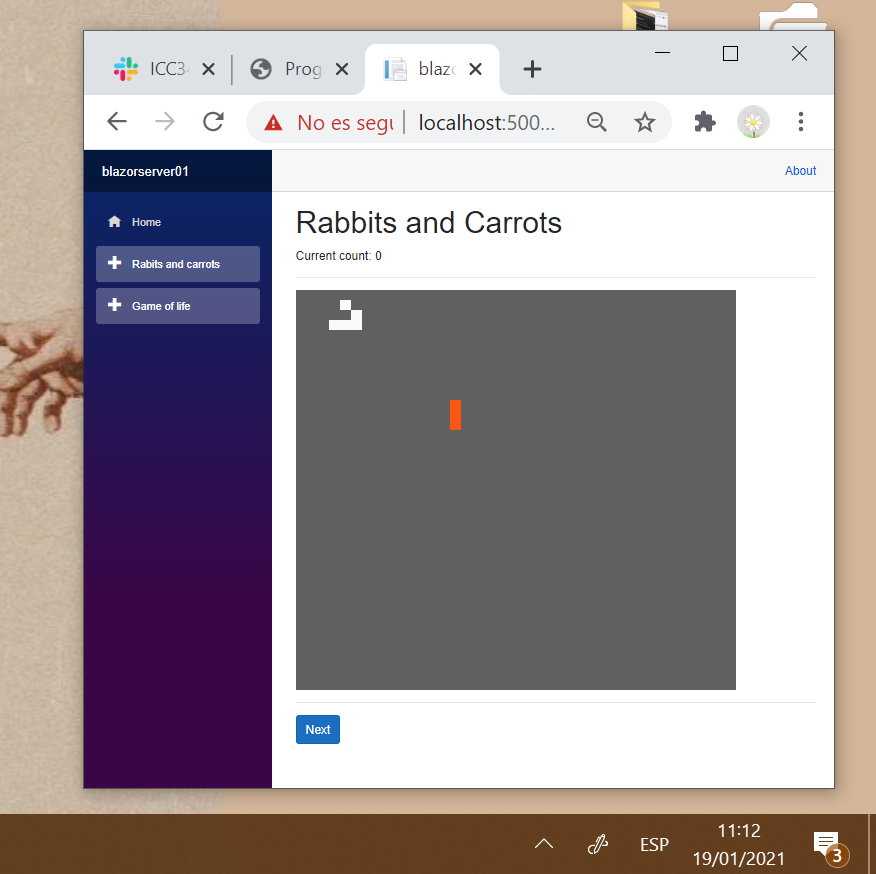 ICC3-
Prog
blazo
No es segu
localhost:500...
blazorserver01
About
Home
Rabits and carrots
Game of life
Rabbits and Carrots
Current count: 0
Next
ESP
11:12
19/01/2021
3